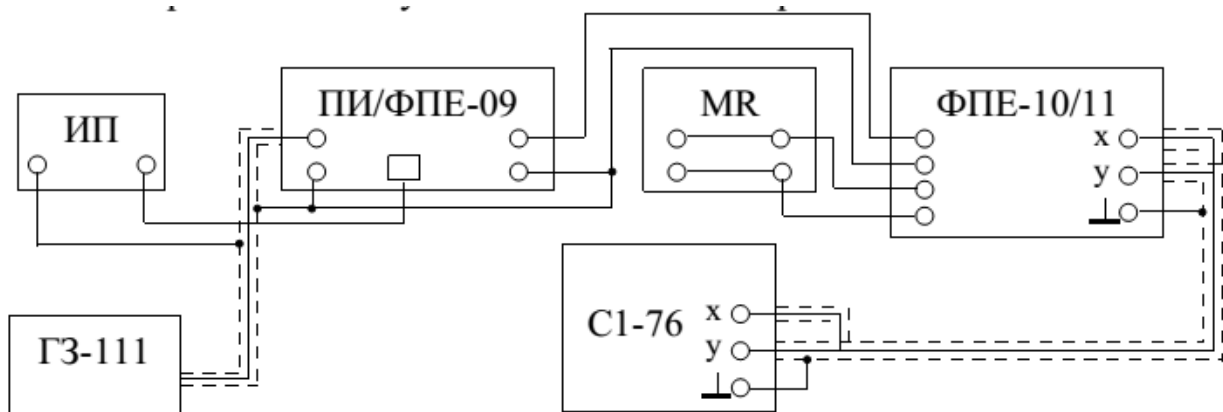 ИП
ПИ/ФПЕ-09
MR
ФПЕ-10/11
x
y
С1-76
x
y
ГЗ-111